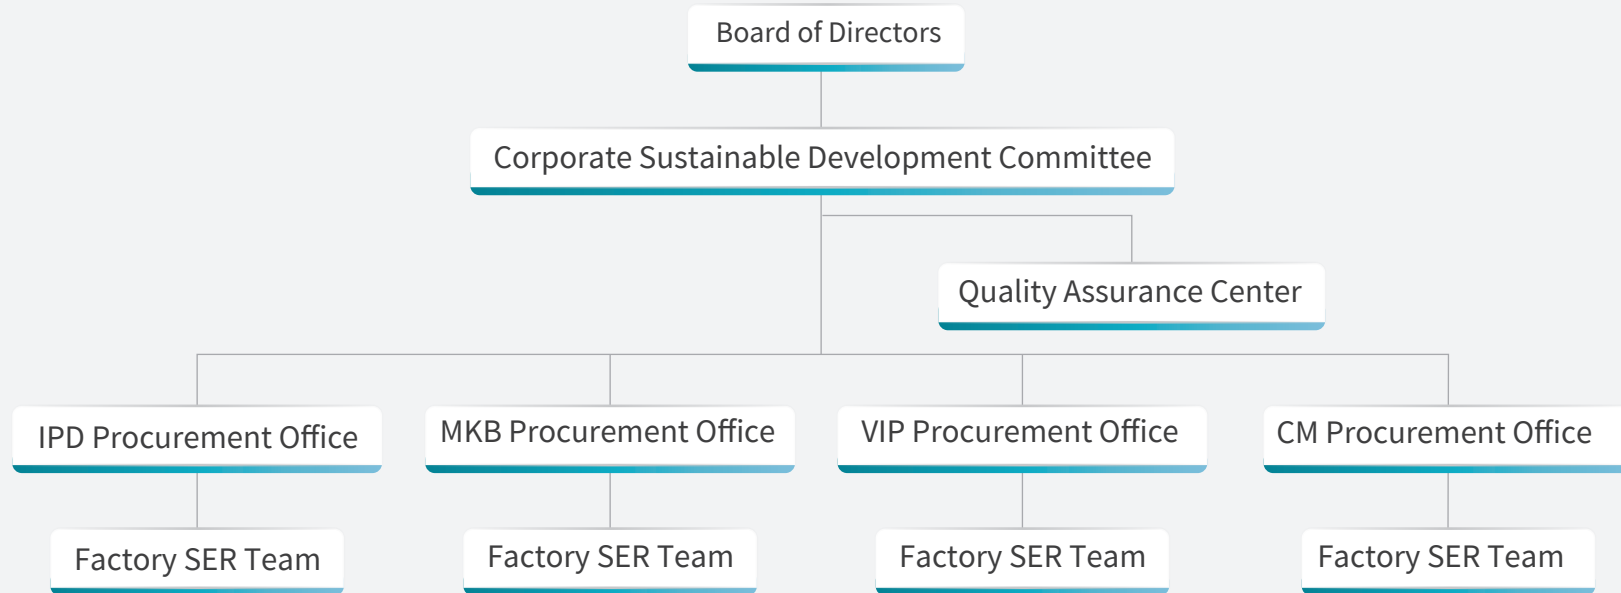 Board of Directors
Corporate Sustainable Development Committee
Quality Assurance Center
IPD Procurement Office
MKB Procurement Office
VIP Procurement Office
CM Procurement Office
Factory SER Team
Factory SER Team
Factory SER Team
Factory SER Team